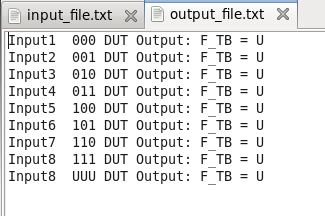 input_file.txt output_file.txt
Input1  000 DUT Output: F_TB = U
Input2  001 DUT Output: F_TB = U
Input3  010 DUT Output: F_TB = U
Input4  011 DUT Output: F_TB = U
Input5  100 DUT Output: F_TB = U
Input6  101 DUT Output: F_TB = U
Input7  110 DUT Output: F_TB = U
Input8  111 DUT Output: F_TB = U
Input8  UUU DUT Output: F_TB = U